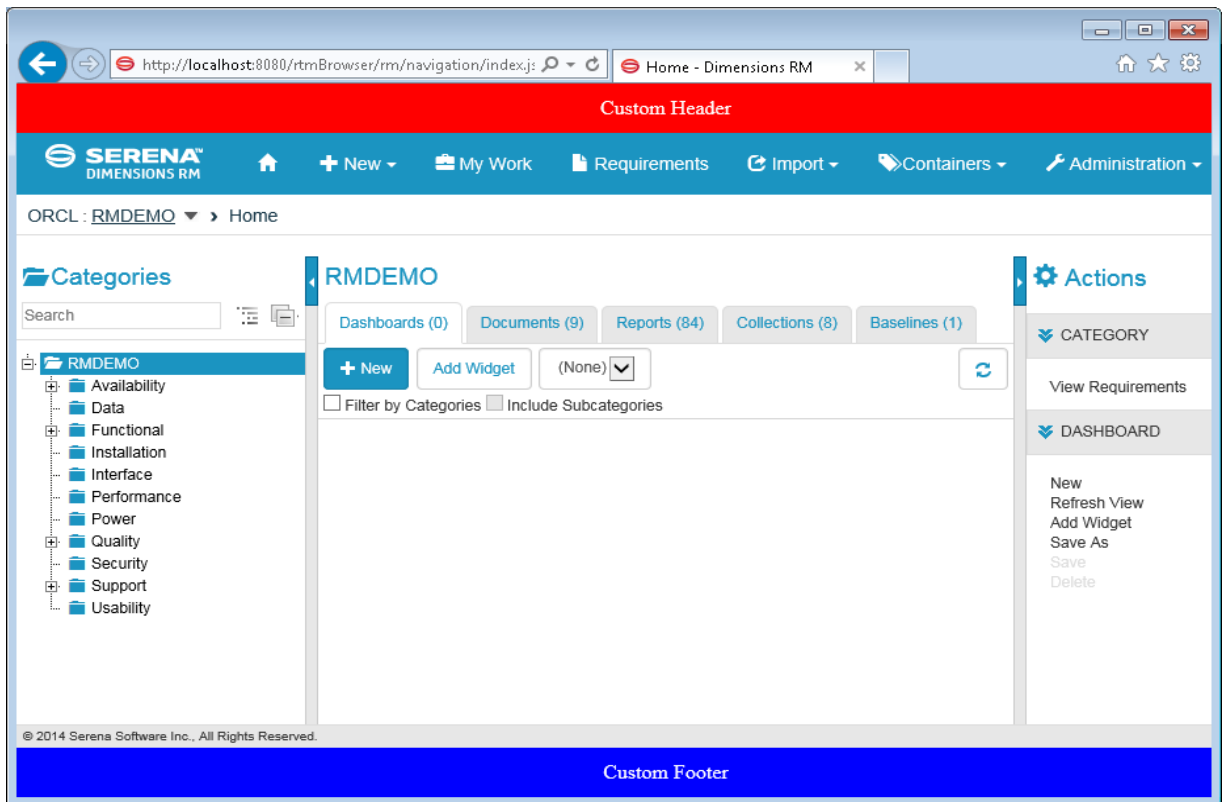 http://localhost:8080/rtmBrowser/rm/navigation/index.j
Home - Dimensions RM
Custom Header
SERENA™
DIMENSIONS RM
New
My Work
Requirements
Import
Containers
Administration
ORCL : RMDEMO
Home
Categories
Search
RMDEMO
Availability
Data
Functional
Installation
Interface
Performance
Power
Quality
Security
Support
Usability
RMDEMO
Dashboards (0)
Documents (9)
Reports (84)
Collections (8)
Baselines (1)
New
Add Widget
(None)
Filter by Categories
Include Subcategories
Actions
CATEGORY
View Requirements
DASHBOARD
New
Refresh View
Add Widget
Save As
Save
Delete
© 2014 Serena Software Inc., All Rights Reserved.
Custom Footer